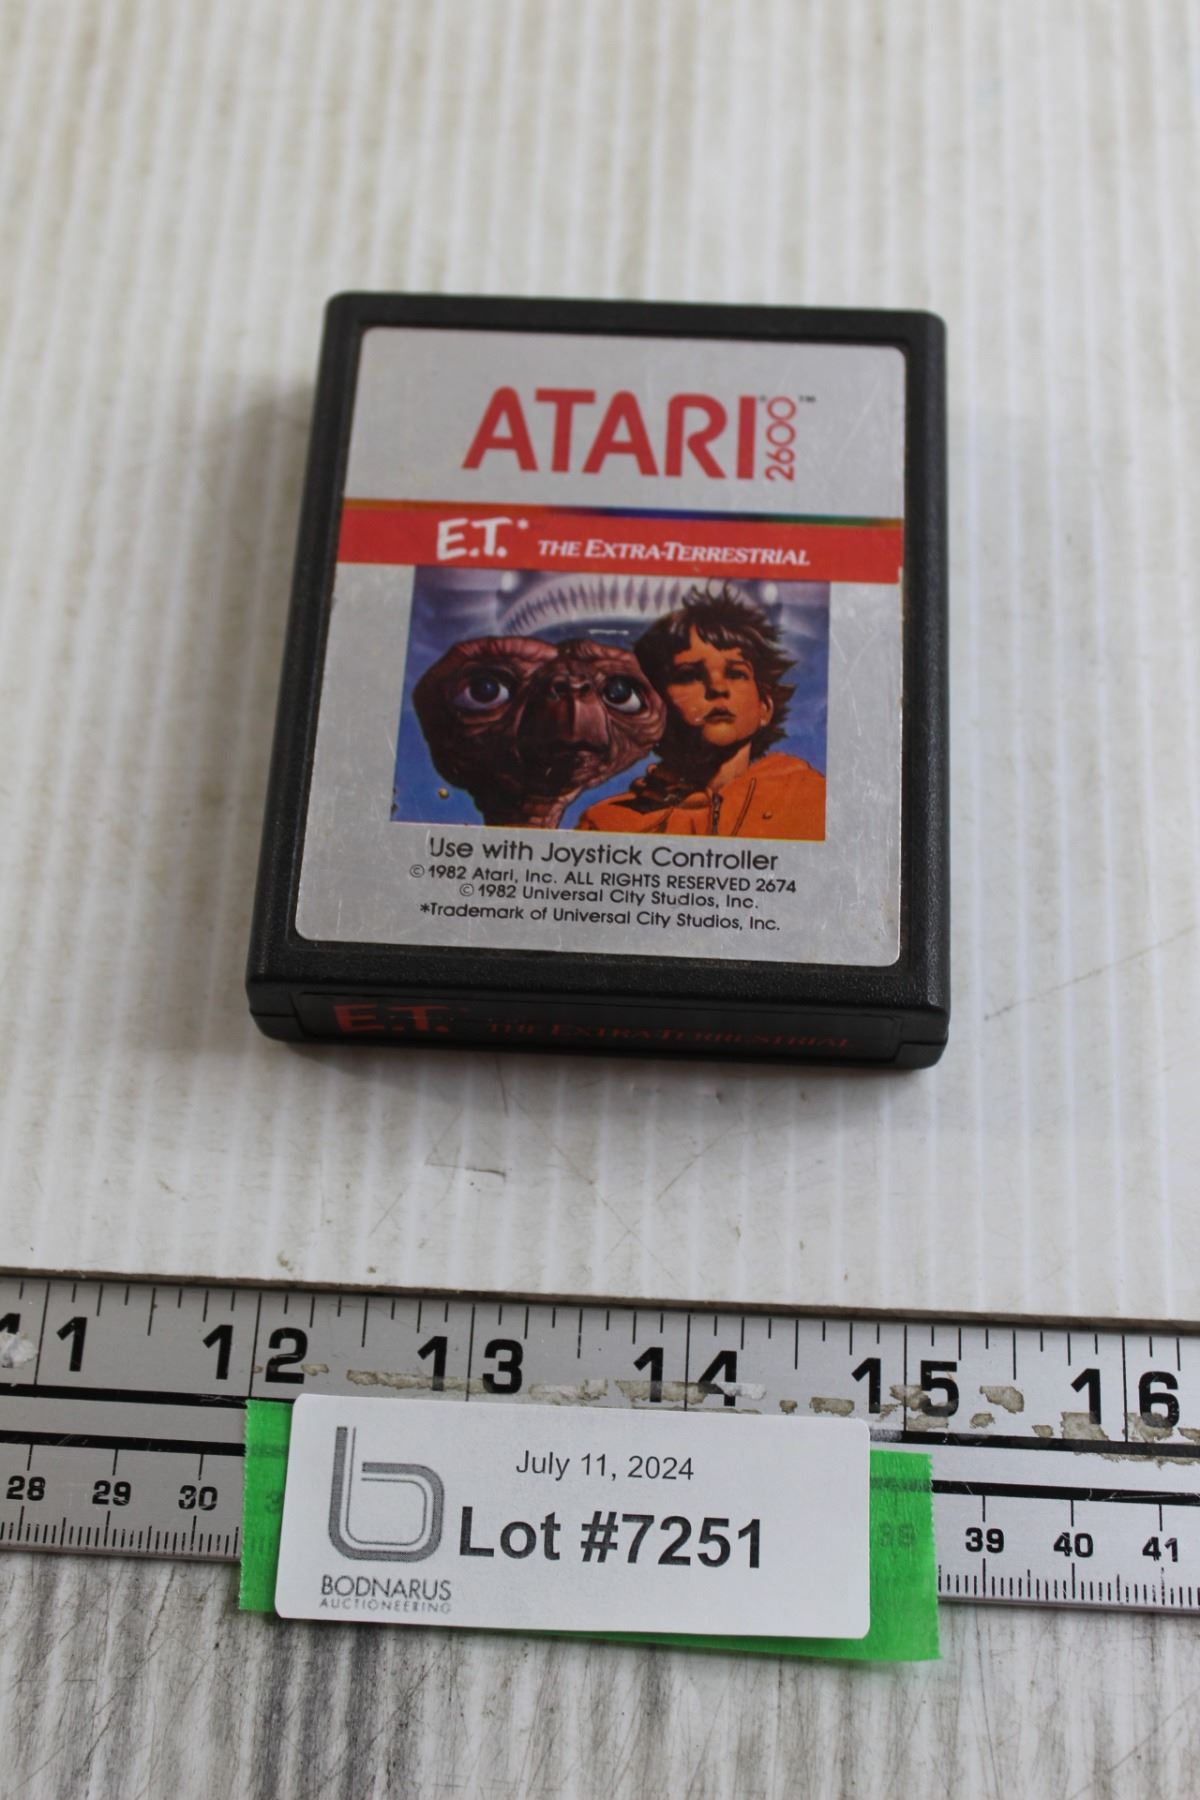 ATARI® 2600™
E.T.* THE EXTRA-TERRESTRIAL
Use with Joystick Controller
© 1982 Atari, Inc. ALL RIGHTS RESERVED 2674
© 1982 Universal City Studios, Inc.
*Trademark of Universal City Studios, Inc.
E.T.* THE EXTRA-TERRESTRIAL
11 12 13 14 15 16
28 29 30 39 40 41
July 11, 2024
Lot #7251
BODNARUS
AUCTIONEERING